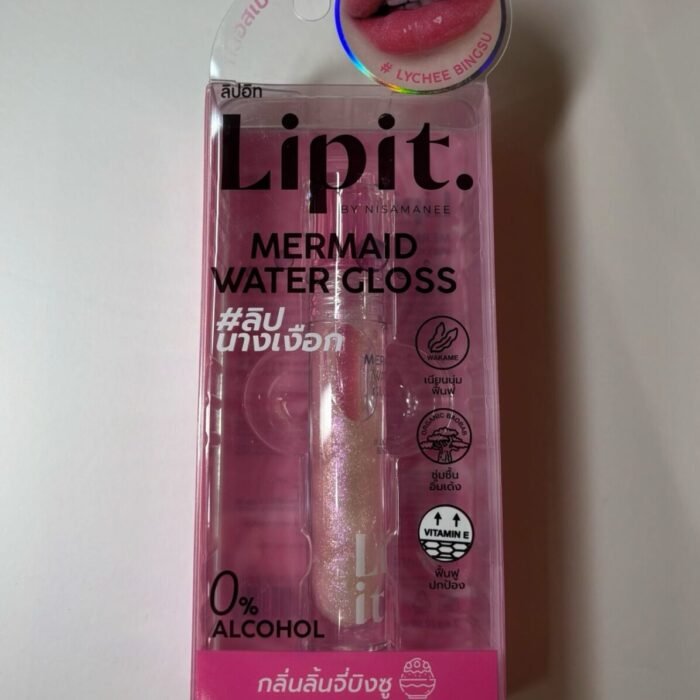 # LYCHEE BINGSU
ลิปอิท
Lipit.
BY NISAMANEE
MERMAID
WATER GLOSS
#ลิป
นางเงือก
WAKAME
เนียนนุ่ม
ฟื้นฟู
ORGANIC BAOBAB
ชุ่มชื้น
อิ่มเด้ง
VITAMIN E
ฟื้นฟู
ปกป้อง
Lip
it
0%
ALCOHOL
กลิ่นลิ้นจี่บิงซู